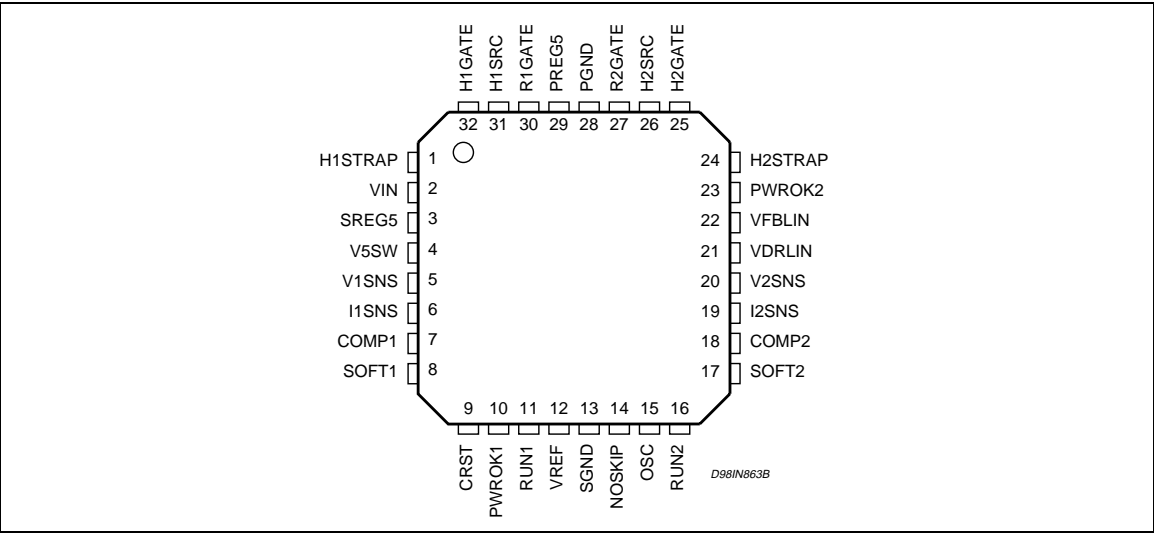 H1GATE H1SRC R1GATE PREG5 PGND R2GATE H2SRC H2GATE
32 31 30 29 28 27 26 25
H1STRAP 1 24 H2STRAP
VIN 2 23 PWROK2
SREG5 3 22 VFBLIN
V5SW 4 21 VDRLIN
V1SNS 5 20 V2SNS
I1SNS 6 19 I2SNS
COMP1 7 18 COMP2
SOFT1 8 17 SOFT2
9 10 11 12 13 14 15 16
CRST PWROK1 RUN1 VREF SGND NOSKIP OSC RUN2
D98IN863B